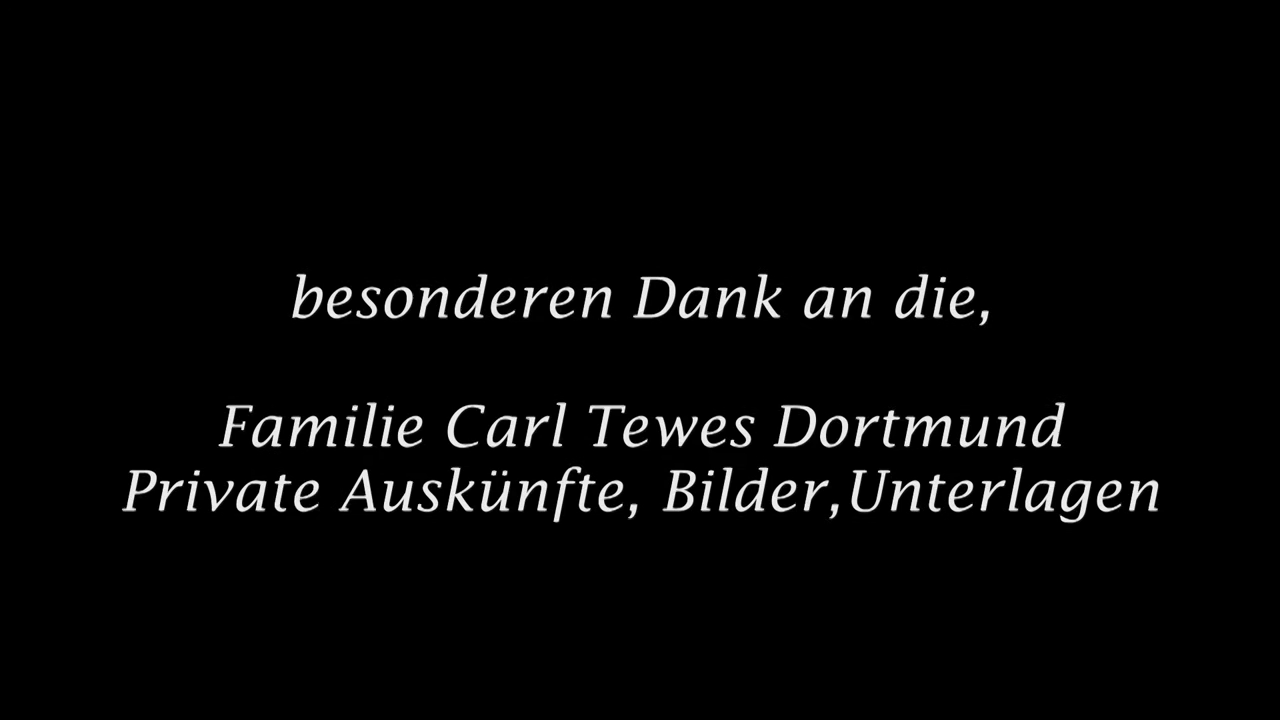 besonderen Dank an die,
Familie Carl Tewes Dortmund
Private Auskünfte, Bilder,Unterlagen